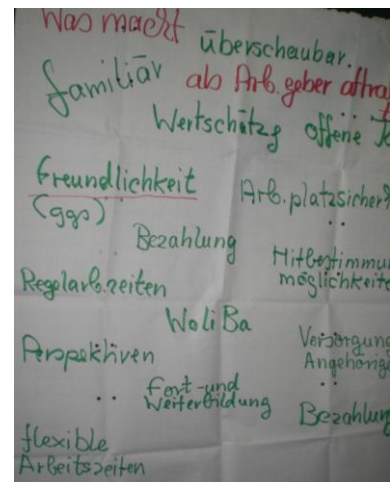 Was macht
überschaubar.
familiär
als Arb.geber attra
Wertschätzg offene
Freundlichkeit
(ggs)
Arb.platzsicher
Bezahlung
Mitbestimmu
möglichkeite
Regelarb.zeiten
WoliBa
Perspektiven
Versorgung
Angehörige
Fort-und
Weiterbildung
Bezahlung
flexible
Arbeitszeiten